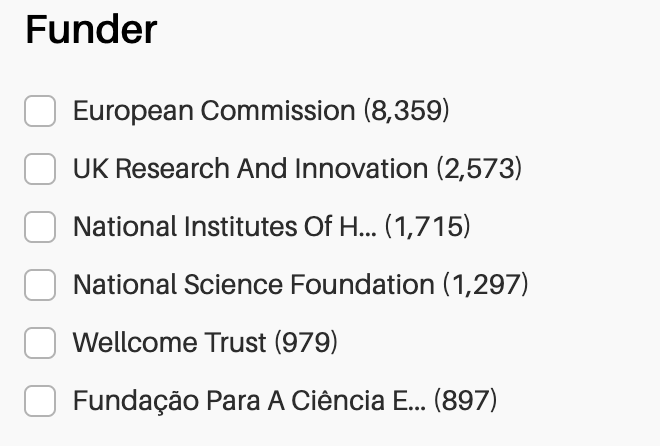 Funder
European Commission (8,359)
UK Research And Innovation (2,573)
National Institutes Of H... (1,715)
National Science Foundation (1,297)
Wellcome Trust (979)
Fundação Para A Ciência E... (897)